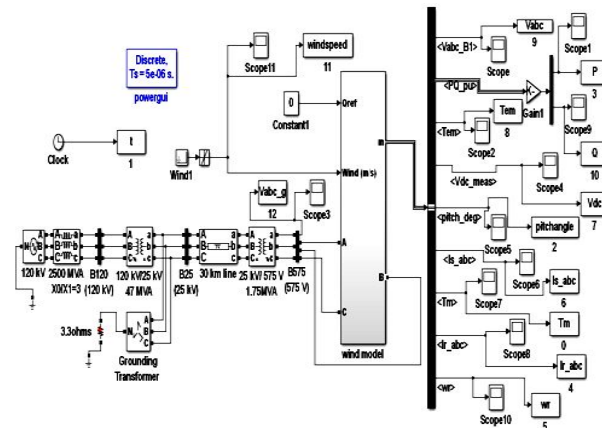 Discrete,
Ts = 5e-06 s.
powergui
Clock
t
1
Scope11
windspeed
11
0
Constant1
Wind1
Vabc_g
12
Scope3
Qref
Wind (m/s)
m
A
B
C
wind model
N
A
B
C
120 kV
A
B
C
2500 MVA
X0/X1=3
B120
(120 kV)
A
B
C
a
b
c
120 kV/25 kV
47 MVA
B25
(25 kV)
A
B
C
a
b
c
30 km line
A
B
C
a
b
c
25 kV/ 575 V
1.75MVA
B575
(575 V)
3.3ohms
N
A
B
C
Grounding
Transformer
<Vabc_B1>
Scope
Vabc
9
Scope1
<PQ_pu>
Gain1
P
3
<Tem>
Tem
8
Scope2
Scope9
Q
10
<Vdc_meas>
Scope4
Vdc
7
<pitch_deg>
Scope5
pitchangle
2
<Is_abc>
Scope6
Is_abc
6
<Tm>
Scope7
Tm
0
<Ir_abc>
Scope8
Ir_abc
4
<wr>
Scope10
wr
5